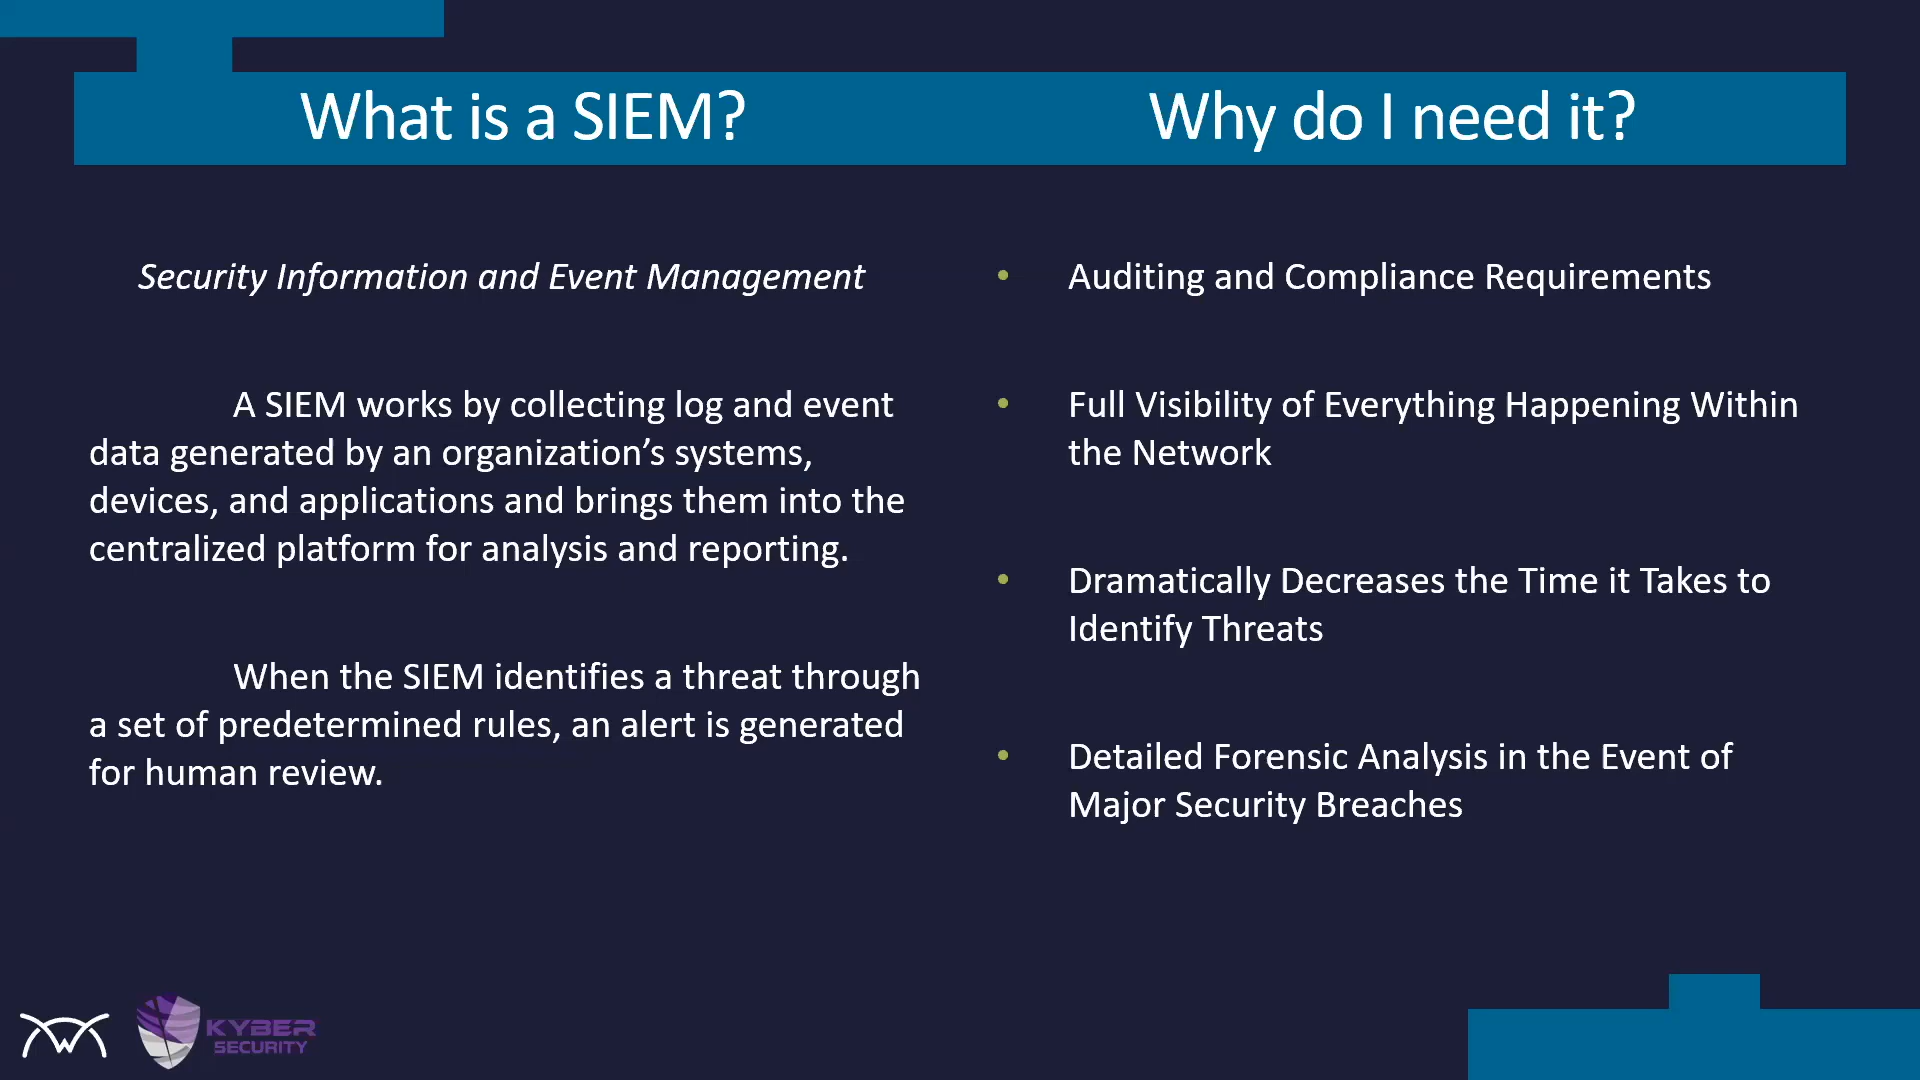 What is a SIEM?
Why do I need it?
Security Information and Event Management
A SIEM works by collecting log and event
data generated by an organization’s systems,
devices, and applications and brings them into the
centralized platform for analysis and reporting.
When the SIEM identifies a threat through
a set of predetermined rules, an alert is generated
for human review.
• Auditing and Compliance Requirements
• Full Visibility of Everything Happening Within
the Network
• Dramatically Decreases the Time it Takes to
Identify Threats
• Detailed Forensic Analysis in the Event of
Major Security Breaches
KYBER
SECURITY